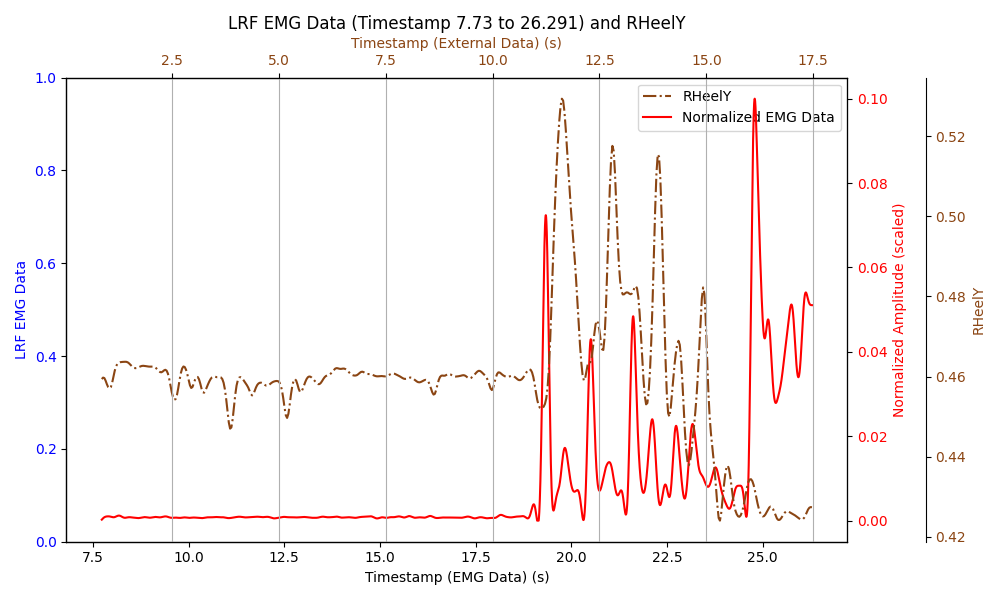 LRF EMG Data (Timestamp 7.73 to 26.291) and RHeelY
Timestamp (External Data) (s)
2.5 5.0 7.5 10.0 12.5 15.0 17.5
RHeelY
Normalized EMG Data
LRF EMG Data
1.0
0.8
0.6
0.4
0.2
0.0
Normalized Amplitude (scaled)
0.10
0.08
0.06
0.04
0.02
0.00
RHeelY
0.52
0.50
0.48
0.46
0.44
0.42
7.5 10.0 12.5 15.0 17.5 20.0 22.5 25.0
Timestamp (EMG Data) (s)